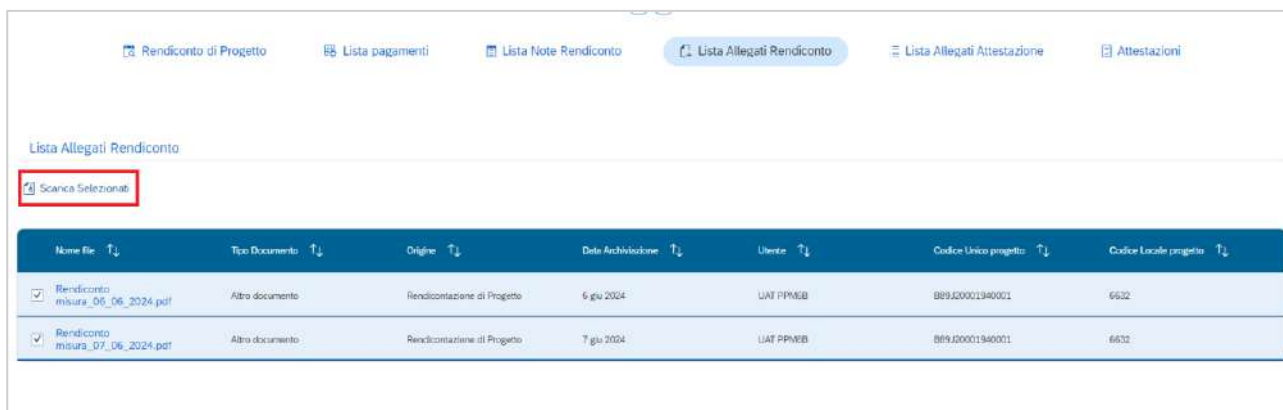 Rendiconto di Progetto Lista pagamenti Lista Note Rendiconto Lista Allegati Rendiconto Lista Allegati Attestazione Attestazioni
Lista Allegati Rendiconto
Scarica Selezionati
Nome file Tipo Documento Origine Data Archiviazione Utente Codice Unico progetto Codice Locale progetto
Rendiconto
misura_06_06_2024.pdf Altro documento Rendicontazione di Progetto 6 giu 2024 UAT PPM6B B89J20001940001 6632
Rendiconto
misura_07_06_2024.pdf Altro documento Rendicontazione di Progetto 7 giu 2024 UAT PPM6B B89J20001940001 6632